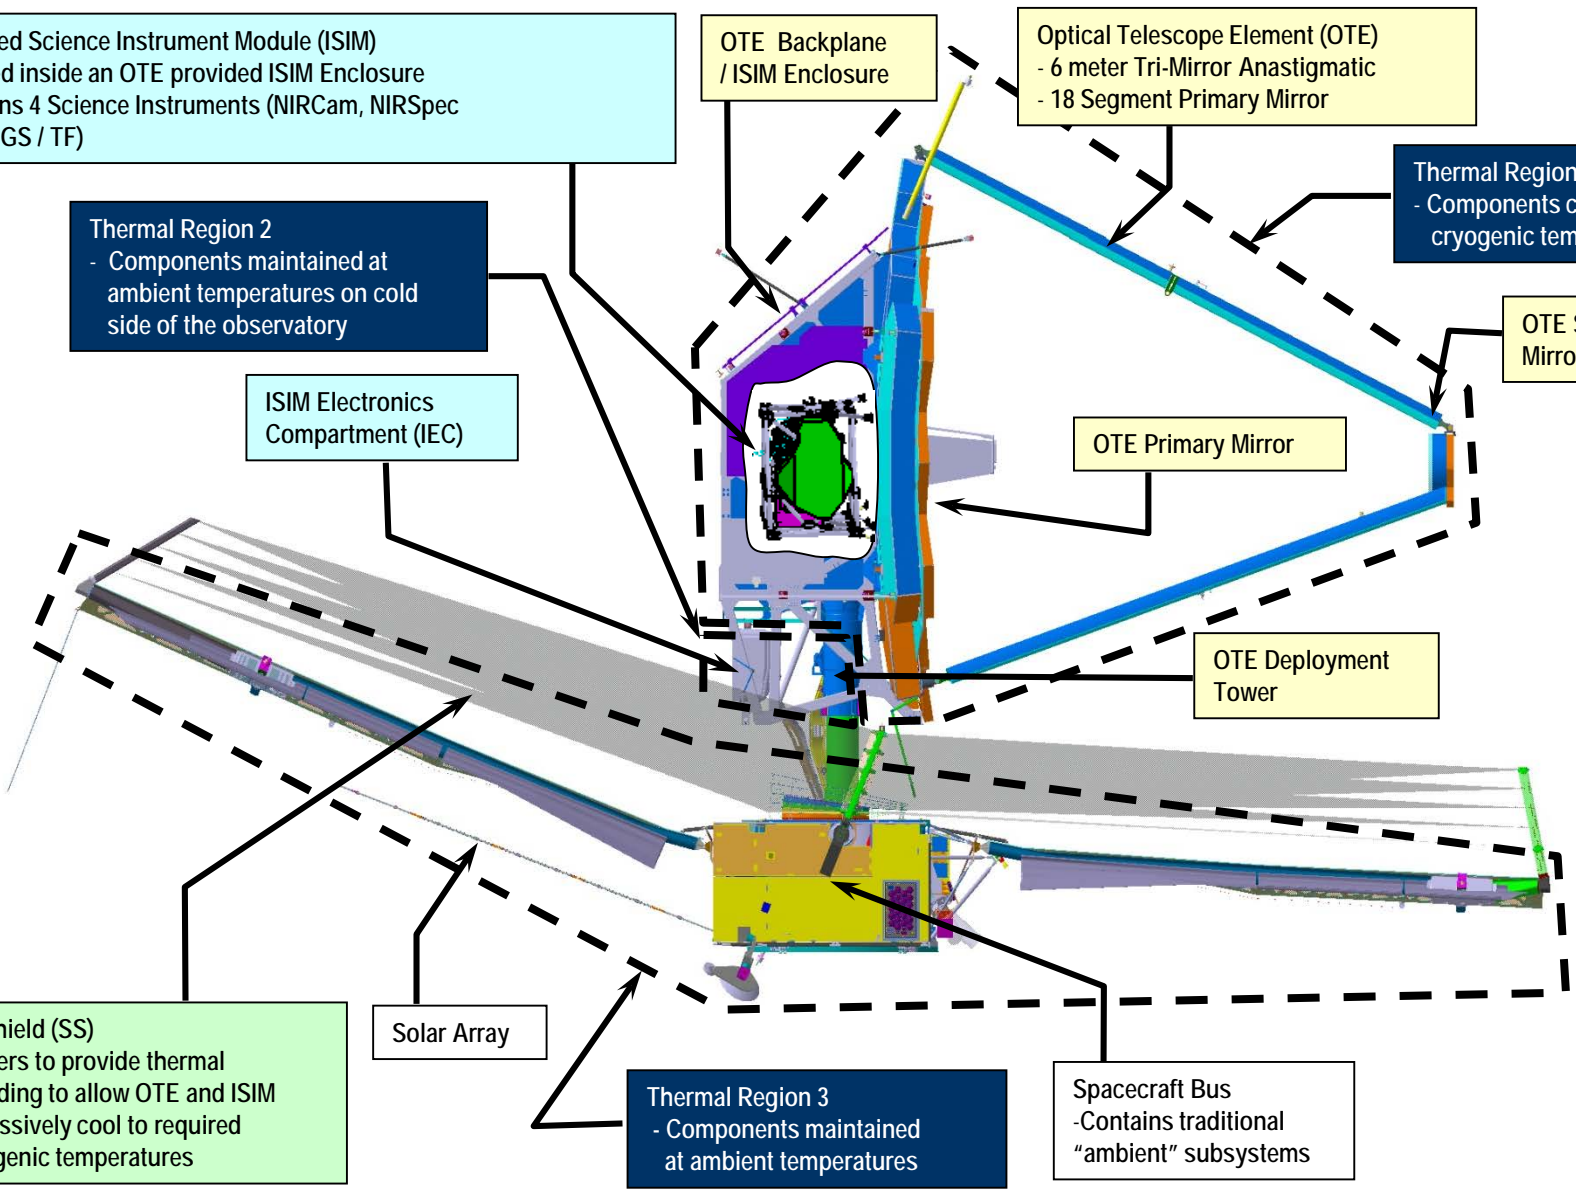 ed Science Instrument Module (ISIM)
d inside an OTE provided ISIM Enclosure
ns 4 Science Instruments (NIRCam, NIRSpec
GS / TF)
OTE Backplane
/ ISIM Enclosure
Optical Telescope Element (OTE)
- 6 meter Tri-Mirror Anastigmatic
- 18 Segment Primary Mirror
Thermal Region
- Components c
cryogenic tem
Thermal Region 2
- Components maintained at
ambient temperatures on cold
side of the observatory
OTE S
Mirro
ISIM Electronics
Compartment (IEC)
OTE Primary Mirror
OTE Deployment
Tower
hield (SS)
ers to provide thermal
ding to allow OTE and ISIM
ssively cool to required
genic temperatures
Solar Array
Thermal Region 3
- Components maintained
at ambient temperatures
Spacecraft Bus
-Contains traditional
“ambient” subsystems